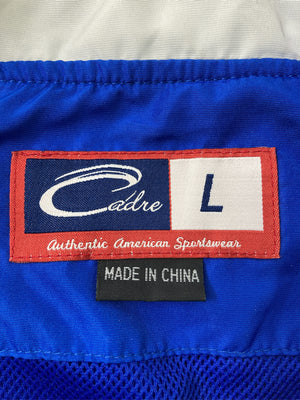 Cadre L
Authentic American Sportswear
MADE IN CHINA